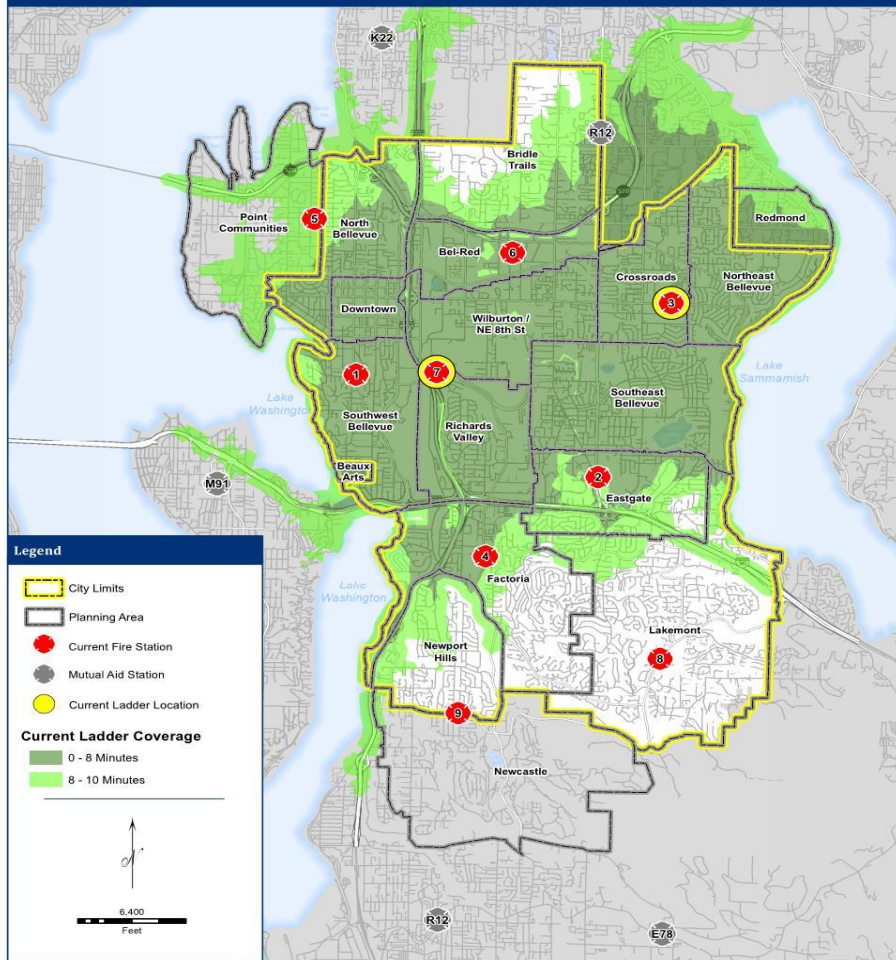 K22
R12
Bridle
Trails
520
520
Point
Communities
5
North
Bellevue
Redmond
Bel-Red
6
Crossroads
Northeast
Bellevue
3
Downtown
Wilburton /
NE 8th St
1
7
Lake
Sammamish
Lake
Washington
Southeast
Bellevue
Southwest
Bellevue
Richards
Valley
Beaux
Arts
M91
2
Eastgate
4
Factoria
Lake
Washington
Lakemont
Newport
Hills
8
9
Newcastle
R12
E78
Legend
City Limits
Planning Area
Current Fire Station
Mutual Aid Station
Current Ladder Location
Current Ladder Coverage
0 - 8 Minutes
8 - 10 Minutes
N
6,400
Feet